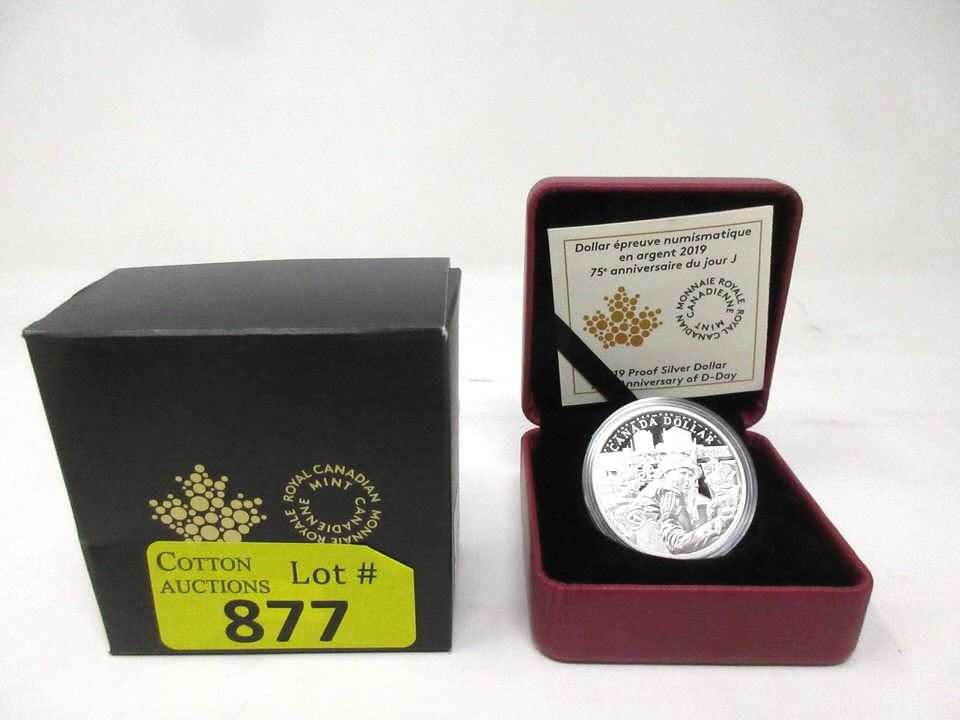 ROYAL CANADIAN MINT
MONNAIE ROYALE CANADIENNE
COTTON
AUCTIONS
Lot #
877
Dollar épreuve numismatique
en argent 2019
75e anniversaire du jour J
MONNAIE ROYALE CANADIENNE
ROYAL CANADIAN MINT
19 Proof Silver Dollar
Anniversary of D-Day
CANADA DOLLAR